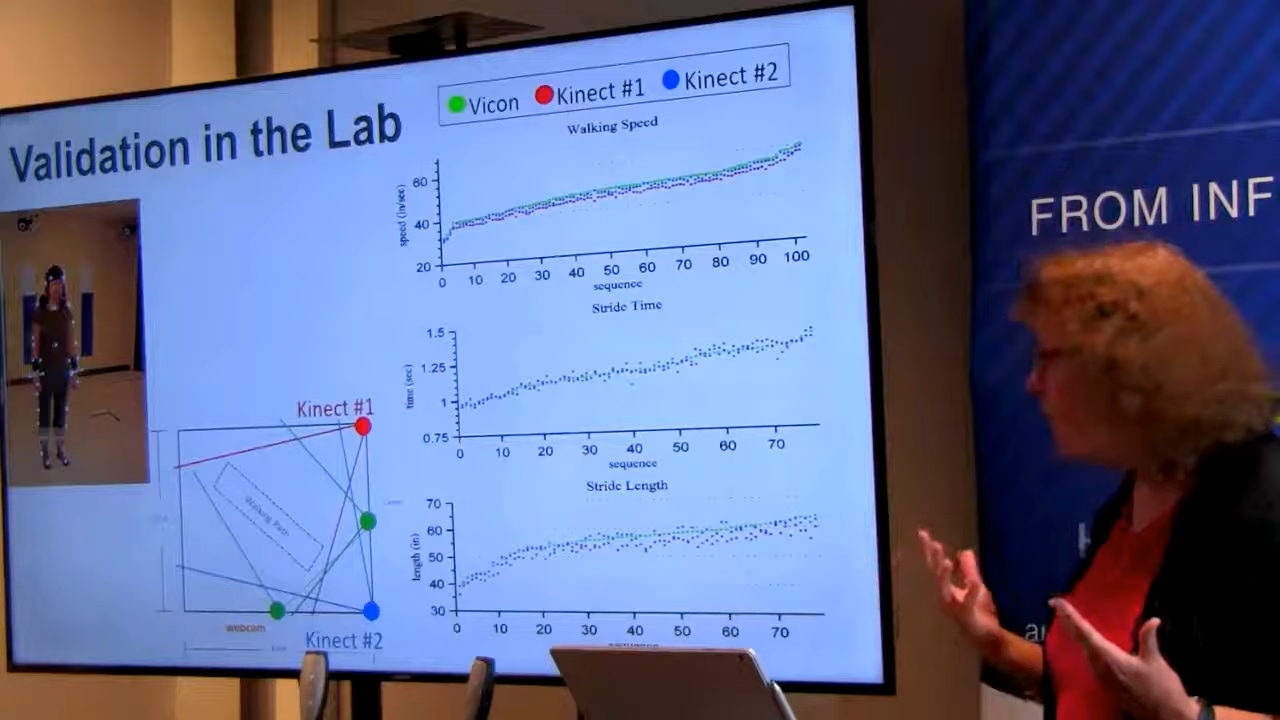 Validation in the Lab
Vicon Kinect #1 Kinect #2
Walking Speed
speed (in/sec)
60
40
20
0 10 20 30 40 50 60 70 80 90 100
sequence
Stride Time
time (sec)
1.5
1.25
1
0.75
0 10 20 30 40 50 60 70
sequence
Stride Length
length (in)
70
60
50
40
30
0 10 20 30 40 50 60 70
Kinect #1
Walking Path
webcam
Kinect #2
FROM INF